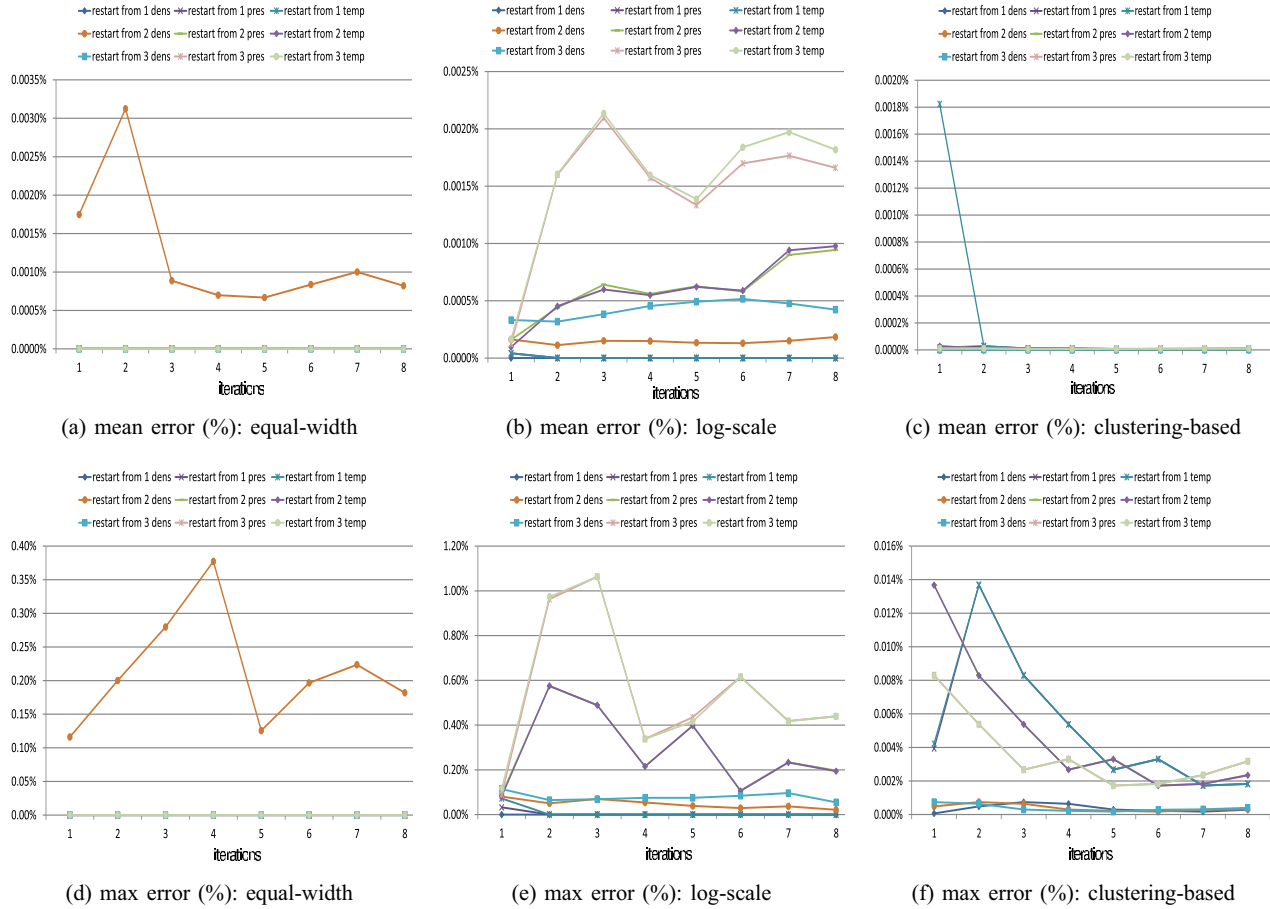 restart from 1 dens restart from 1 pres restart from 1 temp
restart from 2 dens restart from 2 pres restart from 2 temp
restart from 3 dens restart from 3 pres restart from 3 temp
0.0035%
0.0030%
0.0025%
0.0020%
0.0015%
0.0010%
0.0005%
0.0000%
1 2 3 4 5 6 7 8
iterations
(a) mean error (%): equal-width
restart from 1 dens restart from 1 pres restart from 1 temp
restart from 2 dens restart from 2 pres restart from 2 temp
restart from 3 dens restart from 3 pres restart from 3 temp
0.0025%
0.0020%
0.0015%
0.0010%
0.0005%
0.0000%
1 2 3 4 5 6 7 8
iterations
(b) mean error (%): log-scale
restart from 1 dens restart from 1 pres restart from 1 temp
restart from 2 dens restart from 2 pres restart from 2 temp
restart from 3 dens restart from 3 pres restart from 3 temp
0.0020%
0.0018%
0.0016%
0.0014%
0.0012%
0.0010%
0.0008%
0.0006%
0.0004%
0.0002%
0.0000%
1 2 3 4 5 6 7 8
iterations
(c) mean error (%): clustering-based
restart from 1 dens restart from 1 pres restart from 1 temp
restart from 2 dens restart from 2 pres restart from 2 temp
restart from 3 dens restart from 3 pres restart from 3 temp
0.40%
0.35%
0.30%
0.25%
0.20%
0.15%
0.10%
0.05%
0.00%
1 2 3 4 5 6 7 8
iterations
(d) max error (%): equal-width
restart from 1 dens restart from 1 pres restart from 1 temp
restart from 2 dens restart from 2 pres restart from 2 temp
restart from 3 dens restart from 3 pres restart from 3 temp
1.20%
1.00%
0.80%
0.60%
0.40%
0.20%
0.00%
1 2 3 4 5 6 7 8
iterations
(e) max error (%): log-scale
restart from 1 dens restart from 1 pres restart from 1 temp
restart from 2 dens restart from 2 pres restart from 2 temp
restart from 3 dens restart from 3 pres restart from 3 temp
0.016%
0.014%
0.012%
0.010%
0.008%
0.006%
0.004%
0.002%
0.000%
1 2 3 4 5 6 7 8
iterations
(f) max error (%): clustering-based